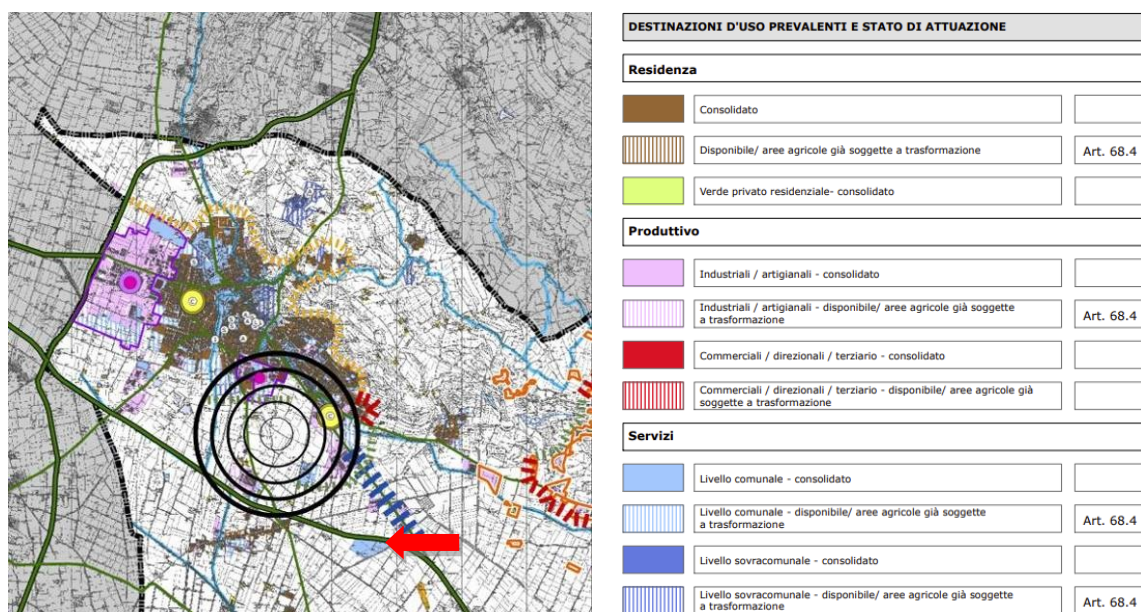 DESTINAZIONI D'USO PREVALENTI E STATO DI ATTUAZIONE
Residenza
Consolidato
Disponibile/ aree agricole già soggette a trasformazione
Art. 68.4
Verde privato residenziale- consolidato
Produttivo
Industriali / artigianali - consolidato
Industriali / artigianali - disponibile/ aree agricole già soggette
a trasformazione
Art. 68.4
Commerciali / direzionali / terziario - consolidato
Commerciali / direzionali / terziario - disponibile/ aree agricole già
soggette a trasformazione
Servizi
Livello comunale - consolidato
Livello comunale - disponibile/ aree agricole già soggette
a trasformazione
Art. 68.4
Livello sovracomunale - consolidato
Livello sovracomunale - disponibile/ aree agricole già soggette
a trasformazione
Art. 68.4